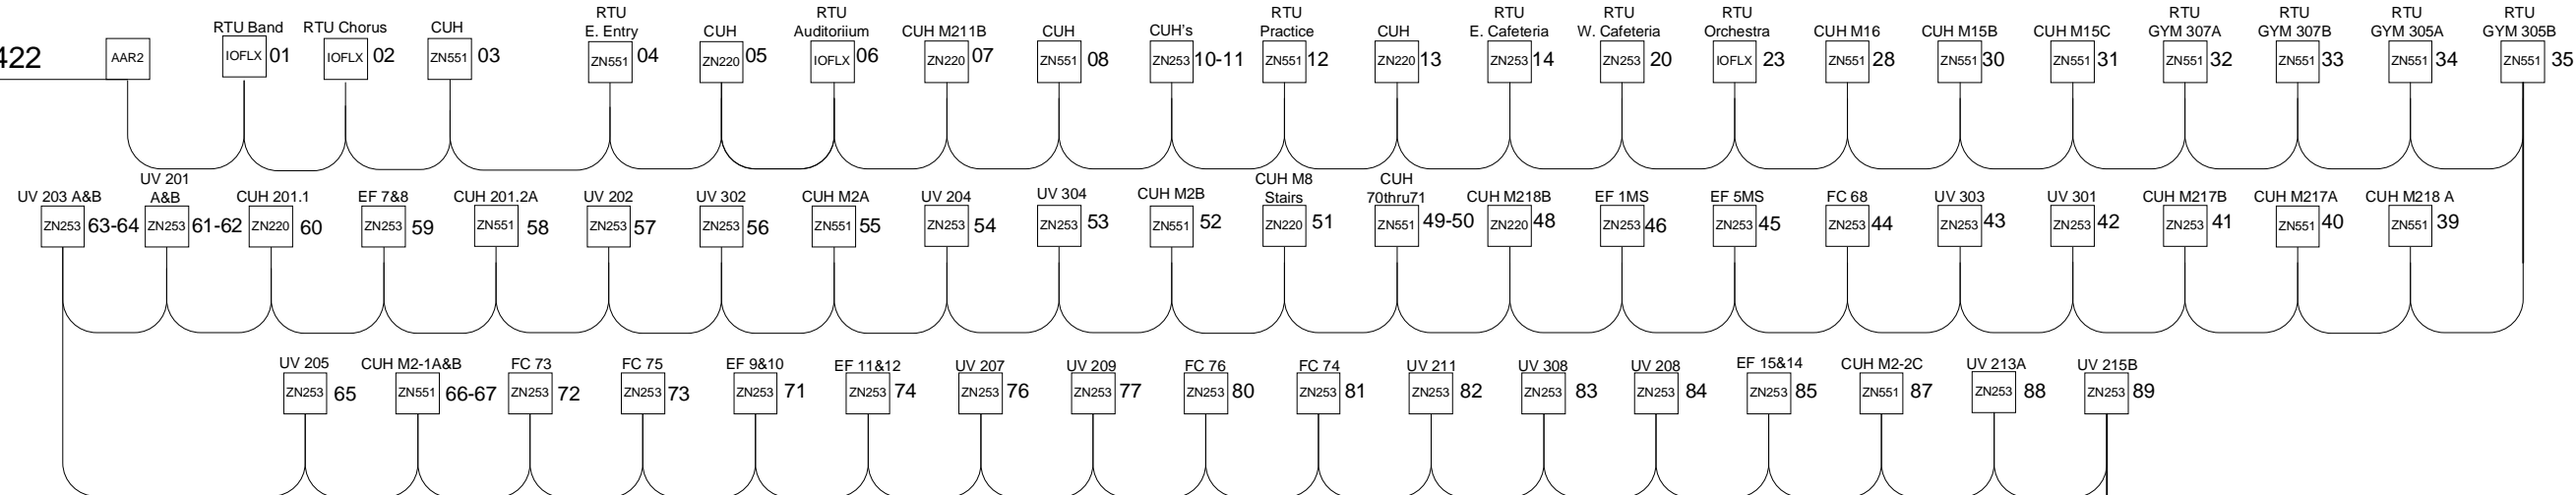 422
AAR2
RTU Band
IOFLX 01
RTU Chorus
IOFLX 02
CUH
ZN551 03
RTU
E. Entry
ZN551 04
CUH
ZN220 05
RTU
Auditoriium
IOFLX 06
CUH M211B
ZN220 07
CUH
ZN551 08
CUH's
ZN253 10-11
RTU
Practice
ZN551 12
CUH
ZN220 13
RTU
E. Cafeteria
ZN253 14
RTU
W. Cafeteria
ZN253 20
RTU
Orchestra
IOFLX 23
CUH M16
ZN551 28
CUH M15B
ZN551 30
CUH M15C
ZN551 31
RTU
GYM 307A
ZN551 32
RTU
GYM 307B
ZN551 33
RTU
GYM 305A
ZN551 34
RTU
GYM 305B
ZN551 35
UV 203 A&B
ZN253 63-64
UV 201
A&B
ZN253 61-62
CUH 201.1
ZN220 60
EF 7&8
ZN253 59
CUH 201.2A
ZN551 58
UV 202
ZN253 57
UV 302
ZN253 56
CUH M2A
ZN551 55
UV 204
ZN253 54
UV 304
ZN253 53
CUH M2B
ZN551 52
CUH M8
Stairs
ZN220 51
CUH
70thru71
ZN551 49-50
CUH M218B
ZN220 48
EF 1MS
ZN253 46
EF 5MS
ZN253 45
FC 68
ZN253 44
UV 303
ZN253 43
UV 301
ZN253 42
CUH M217B
ZN253 41
CUH M217A
ZN551 40
CUH M218 A
ZN551 39
UV 205
ZN253 65
CUH M2-1A&B
ZN551 66-67
FC 73
ZN253 72
FC 75
ZN253 73
EF 9&10
ZN253 71
EF 11&12
ZN253 74
UV 207
ZN253 76
UV 209
ZN253 77
FC 76
ZN253 80
FC 74
ZN253 81
UV 211
ZN253 82
UV 308
ZN253 83
UV 208
ZN253 84
EF 15&14
ZN253 85
CUH M2-2C
ZN551 87
UV 213A
ZN253 88
UV 215B
ZN253 89